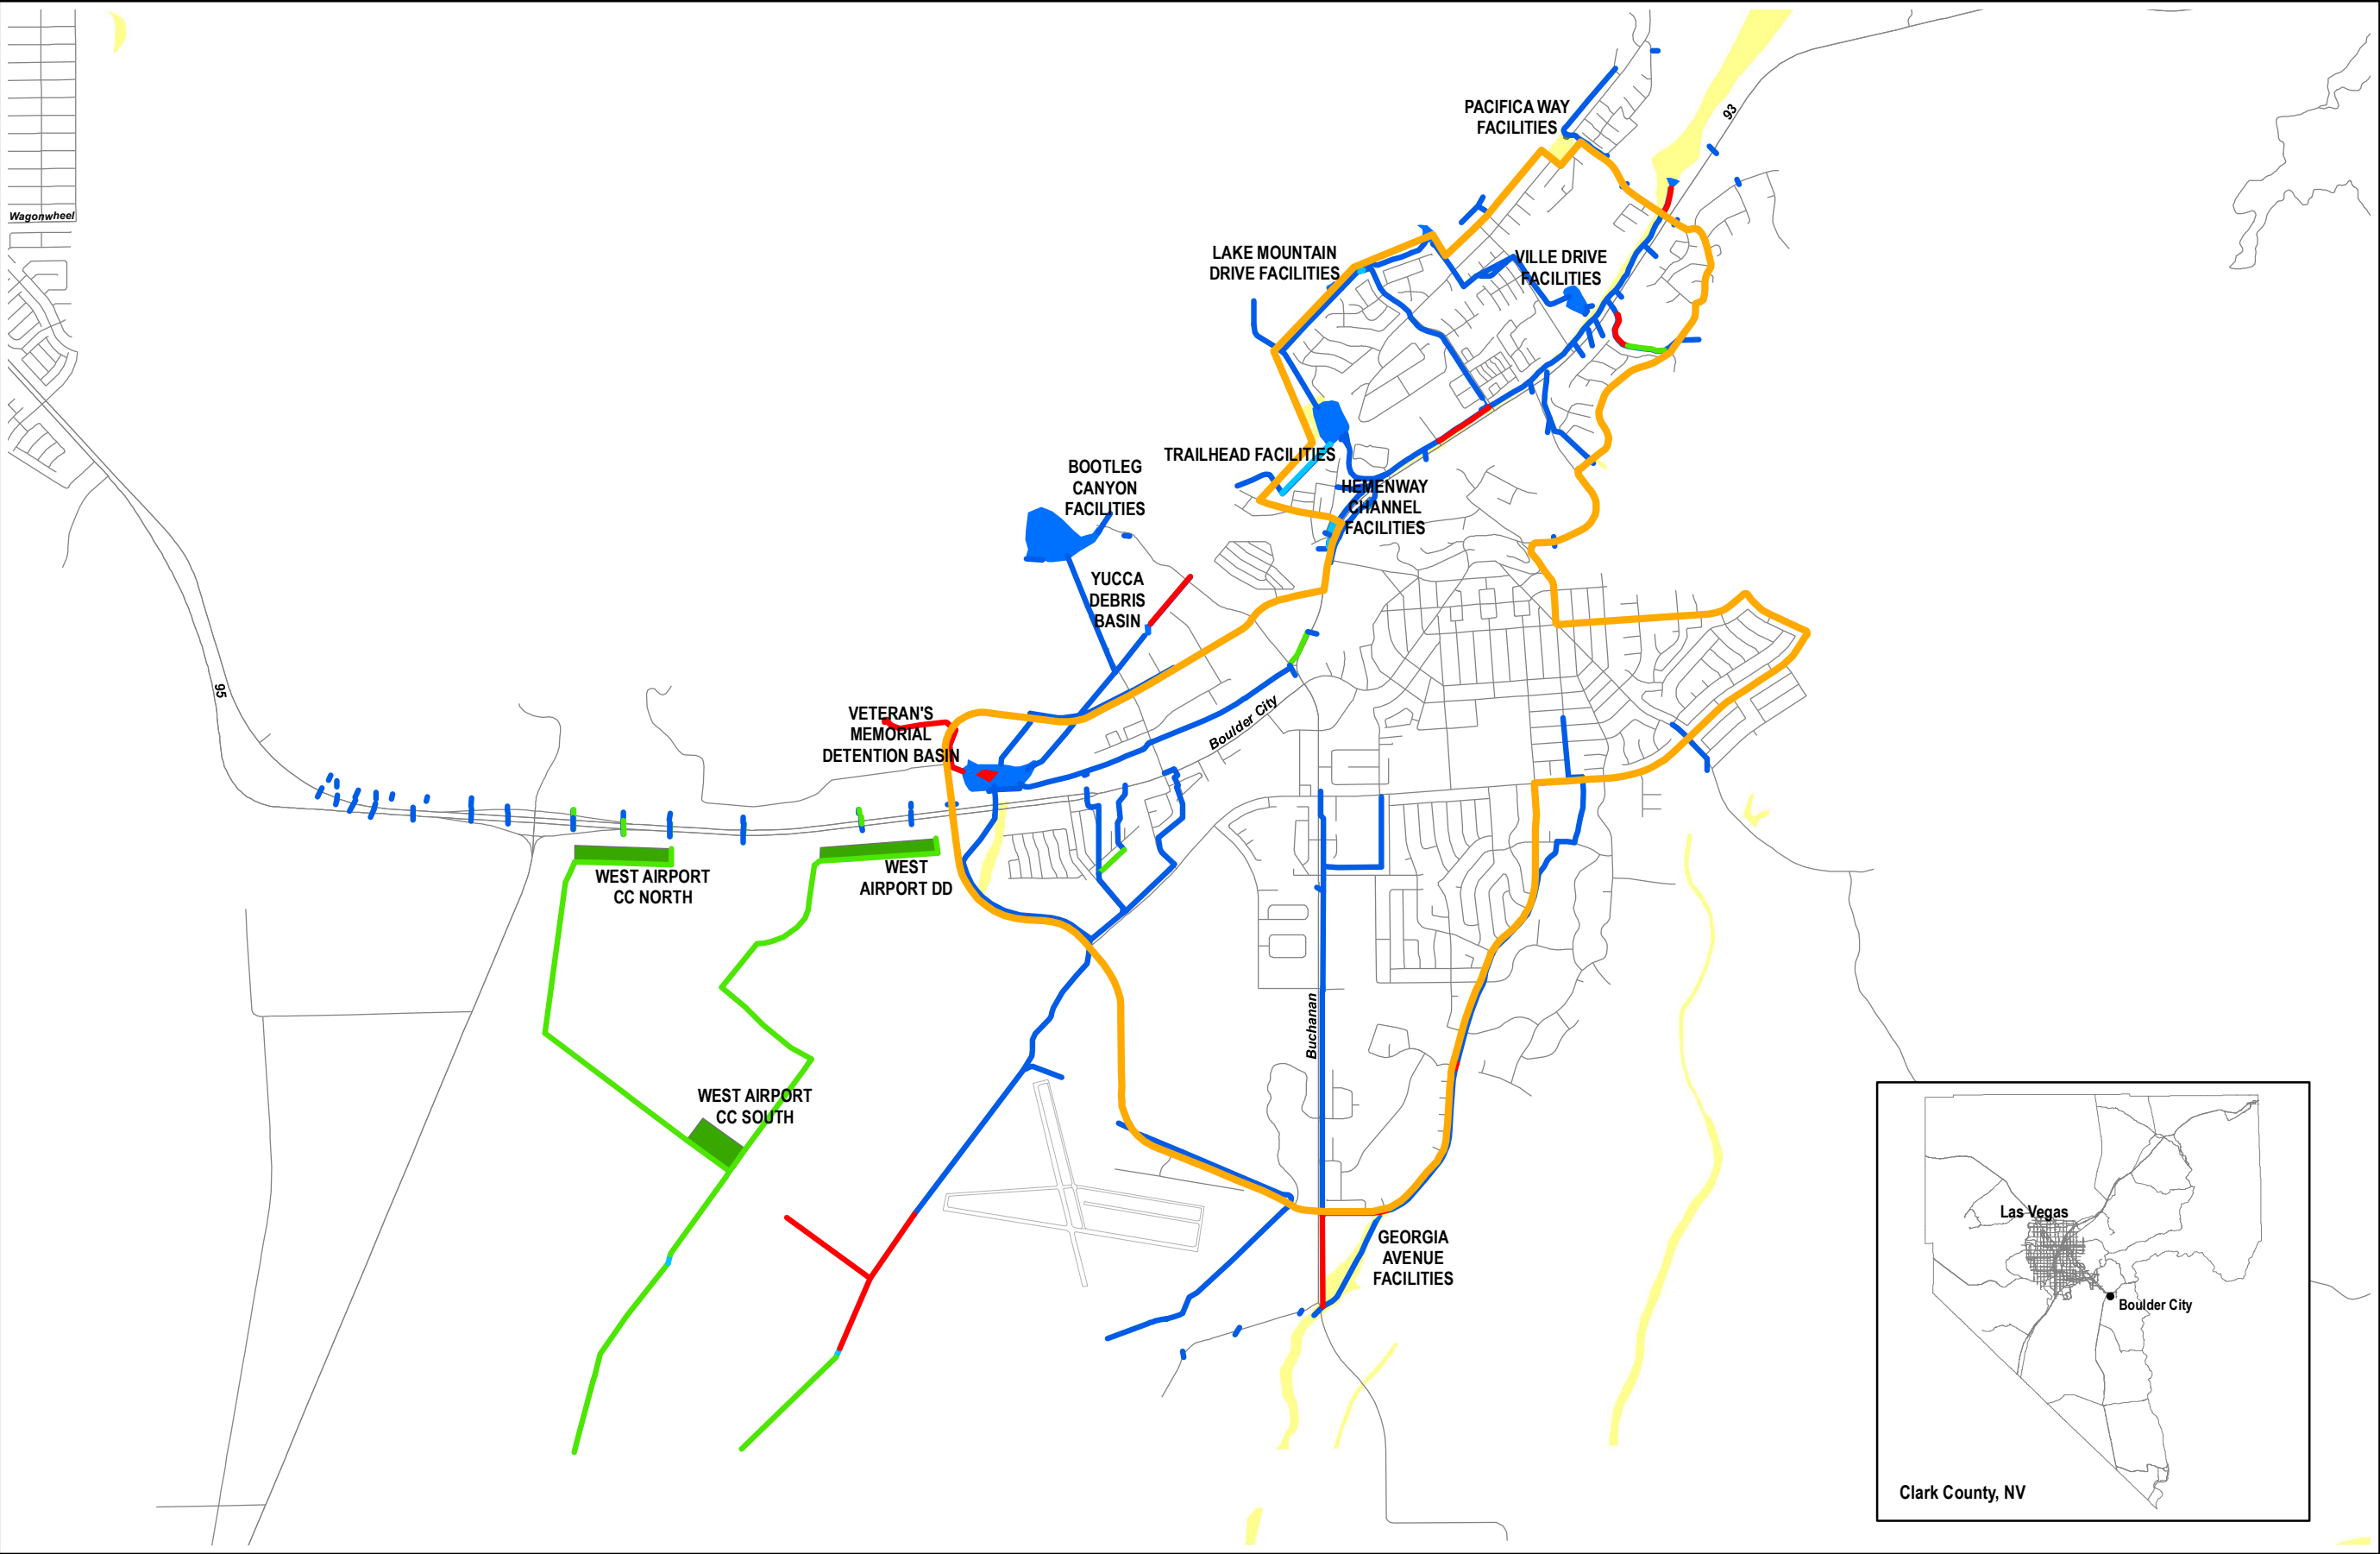 PACIFICA WAY
FACILITIES
93
Wagonwheel
LAKE MOUNTAIN
DRIVE FACILITIES
VILLE DRIVE
FACILITIES
TRAILHEAD FACILITIES
BOOTLEG
CANYON
FACILITIES
HEMENWAY
CHANNEL
FACILITIES
YUCCA
DEBRIS
BASIN
95
VETERAN'S
MEMORIAL
DETENTION BASIN
Boulder City
WEST AIRPORT
CC NORTH
WEST
AIRPORT DD
Buchanan
WEST AIRPORT
CC SOUTH
GEORGIA
AVENUE
FACILITIES
Las Vegas
Boulder City
Clark County, NV